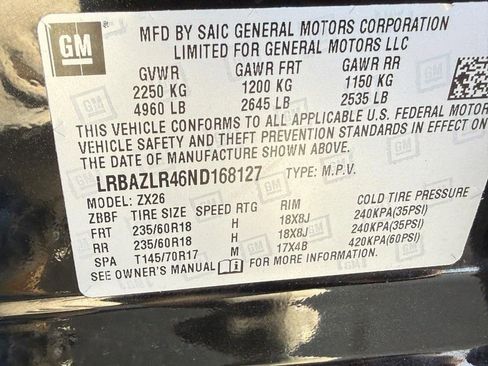 GM
MFD BY SAIC GENERAL MOTORS CORPORATION
LIMITED FOR GENERAL MOTORS LLC
GVWR GAWR FRT GAWR RR
2250 KG 1200 KG 1150 KG
4960 LB 2645 LB 2535 LB
THIS VEHICLE CONFORMS TO ALL APPLICABLE U.S. FEDERAL MOTOR
VEHICLE SAFETY AND THEFT PREVENTION STANDARDS IN EFFECT ON
THE DATE OF MANUFACTURE SHOWN ABOVE.
LRBAZLR46ND168127 TYPE: M.P.V.
MODEL: ZX26
ZBBF TIRE SIZE SPEED RTG RIM COLD TIRE PRESSURE
FRT 235/60R18 H 18X8J 240KPA(35PSI)
RR 235/60R18 H 18X8J 240KPA(35PSI)
SPA T145/70R17 M 17X4B 420KPA(60PSI)
SEE OWNER'S MANUAL FOR MORE INFORMATION.